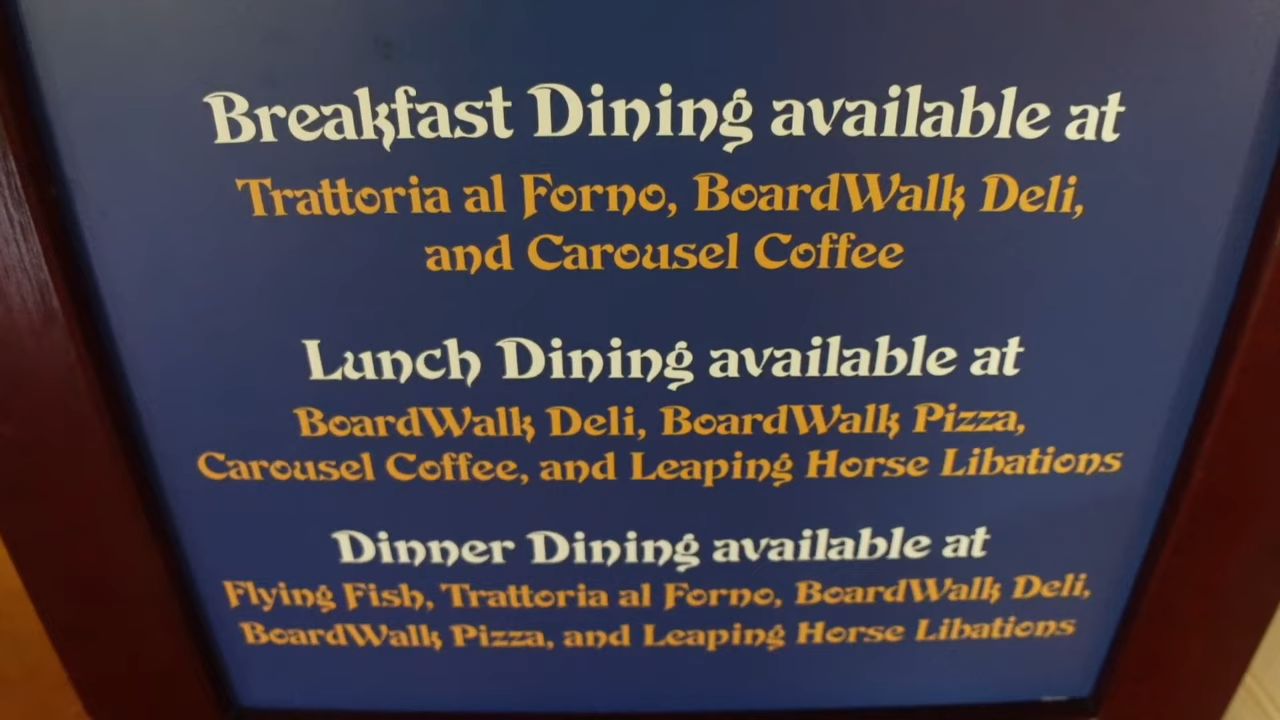 Breakfast Dining available at
Trattoria al Forno, BoardWalk Deli,
and Carousel Coffee
Lunch Dining available at
BoardWalk Deli, BoardWalk Pizza,
Carousel Coffee, and Leaping Horse Libations
Dinner Dining available at
Flying Fish, Trattoria al Forno, BoardWalk Deli,
BoardWalk Pizza, and Leaping Horse Libations